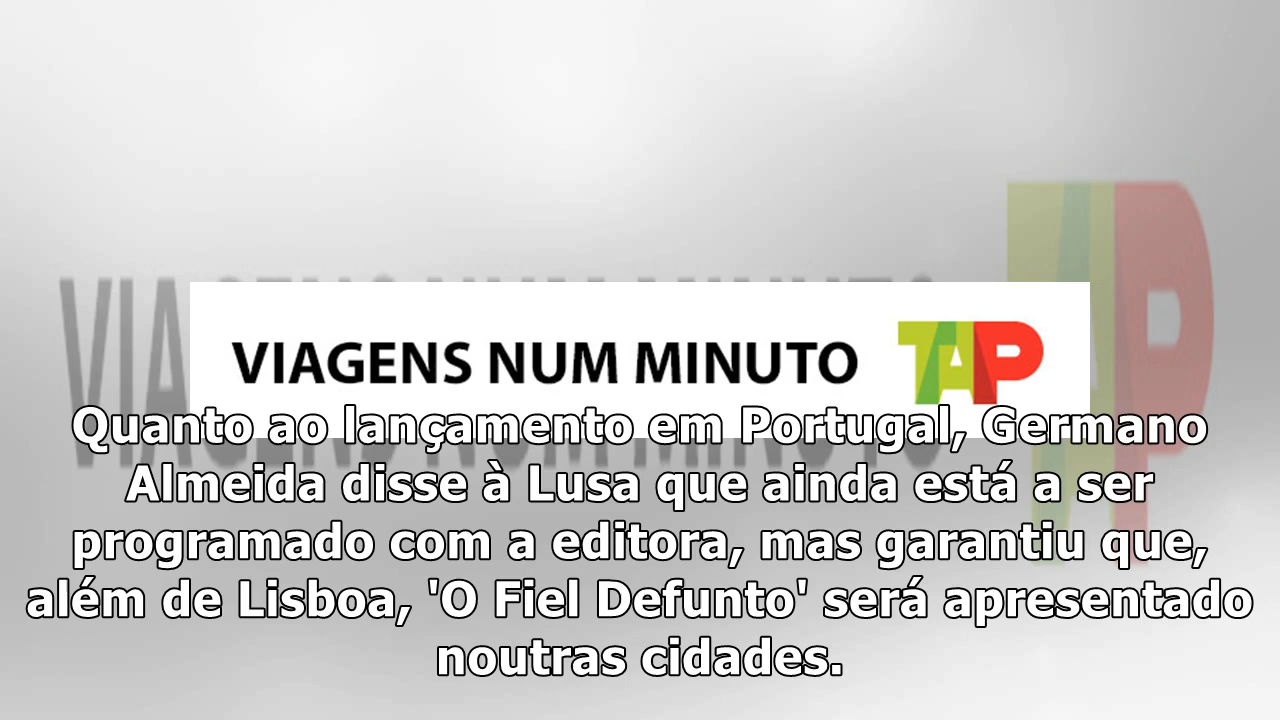 VIAGENS NUM MINUTO TAP
Quanto ao lançamento em Portugal, Germano
Almeida disse à Lusa que ainda está a ser
programado com a editora, mas garantiu que,
além de Lisboa, 'O Fiel Defunto' será apresentado
noutras cidades.